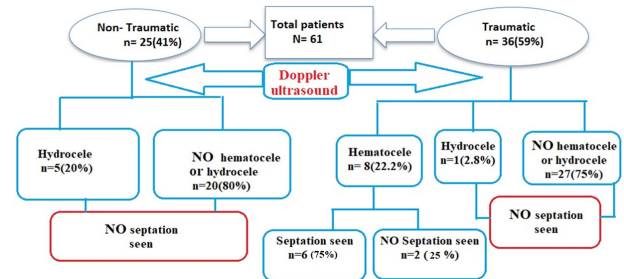 Non- Traumatic
n= 25(41%)
Total patients
N= 61
Traumatic
n= 36(59%)
Doppler
ultrasound
Hydrocele
n=5(20%)
NO hematocele
or hydrocele
n=20(80%)
Hematocele
n= 8(22.2%)
Hydrocele
n=1(2.8%)
NO hematocele
or hydrocele
n=27(75%)
NO septation
seen
Septation seen
n=6 (75%)
NO Septation seen
n=2 (25 %)
NO septation
seen